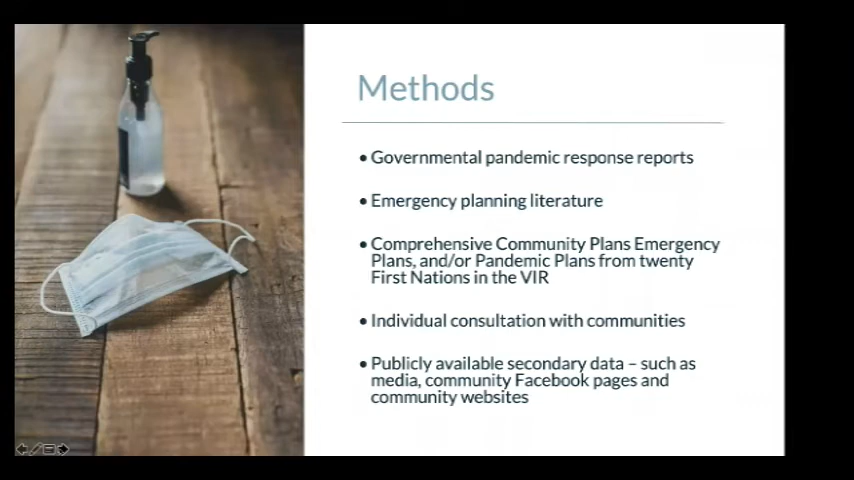 Methods
• Governmental pandemic response reports
• Emergency planning literature
• Comprehensive Community Plans Emergency
Plans, and/or Pandemic Plans from twenty
First Nations in the VIR
• Individual consultation with communities
• Publicly available secondary data – such as
media, community Facebook pages and
community websites